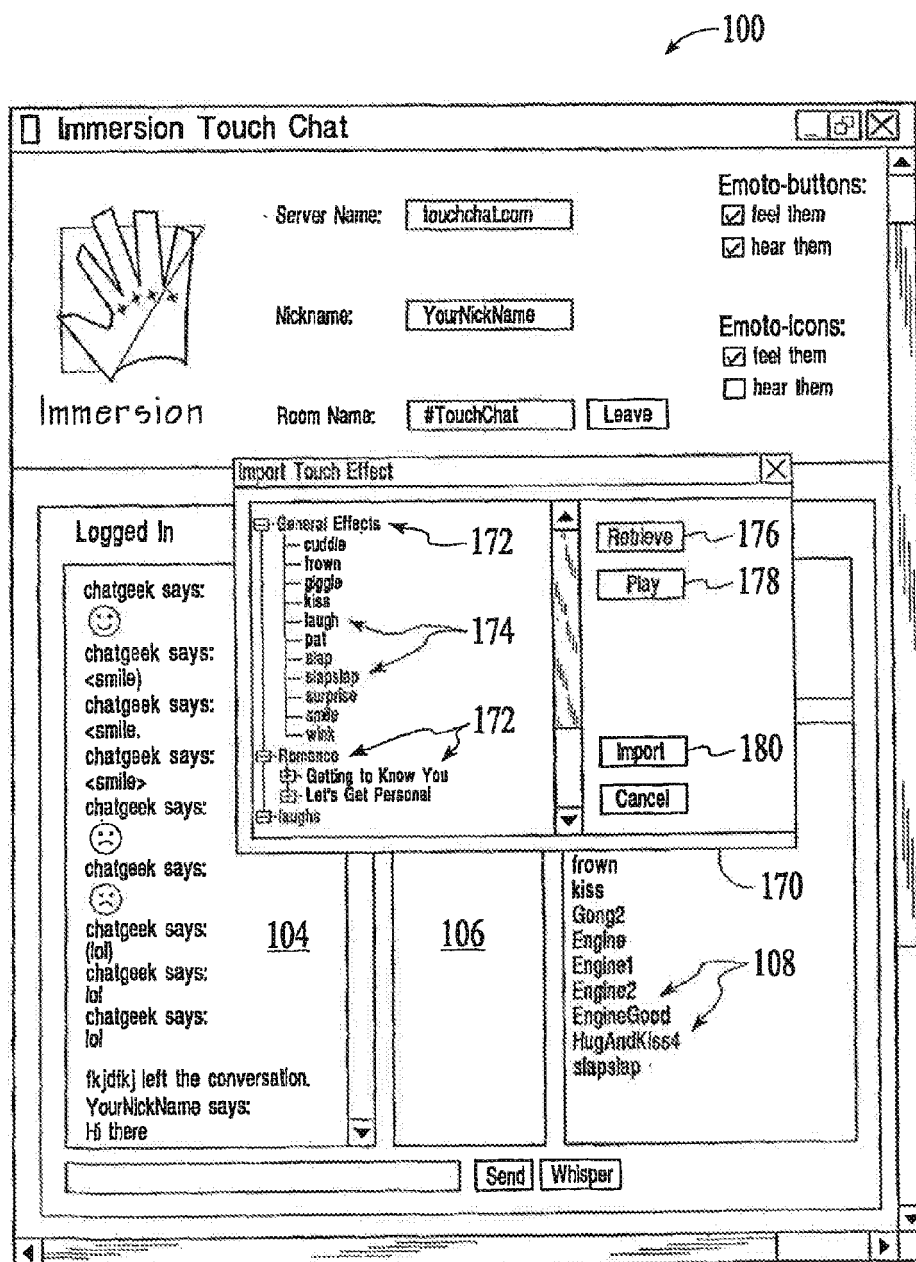 100
Immersion Touch Chat
Emoto-buttons:
feel them
hear them
Server Name: touchchat.com
Nickname: YourNickName
Emoto-icons:
feel them
hear them
Immersion
Room Name: #TouchChat Leave
Import Touch Effect
Logged In
General Effects 172
cuddle
frown
giggle
kiss
laugh
pat
slap
slapslap
surprise
smile
wink
174
172
Romance
Getting to Know You
Let's Get Personal
laughs
Retrieve 176
Play 178
Import 180
Cancel
170
chatgeek says:
chatgeek says:
<smile)
chatgeek says:
<smile.
chatgeek says:
<smile>
chatgeek says:
chatgeek says:
chatgeek says:
(lol)
chatgeek says:
lol
chatgeek says:
lol
fkjdfkj left the conversation.
YourNickName says:
Hi there
104
106
frown
kiss
Gong2
Engine
Engine1
Engine2
EngineGood
HugAndKiss4
slapslap
108
Send Whisper